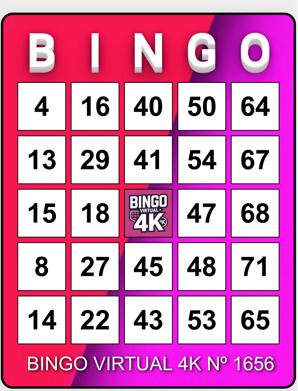 B I N G O
4 16 40 50 64
13 29 41 54 67
15 18 BINGO VIRTUAL 4K 47 68
8 27 45 48 71
14 22 43 53 65
BINGO VIRTUAL 4K Nº 1656